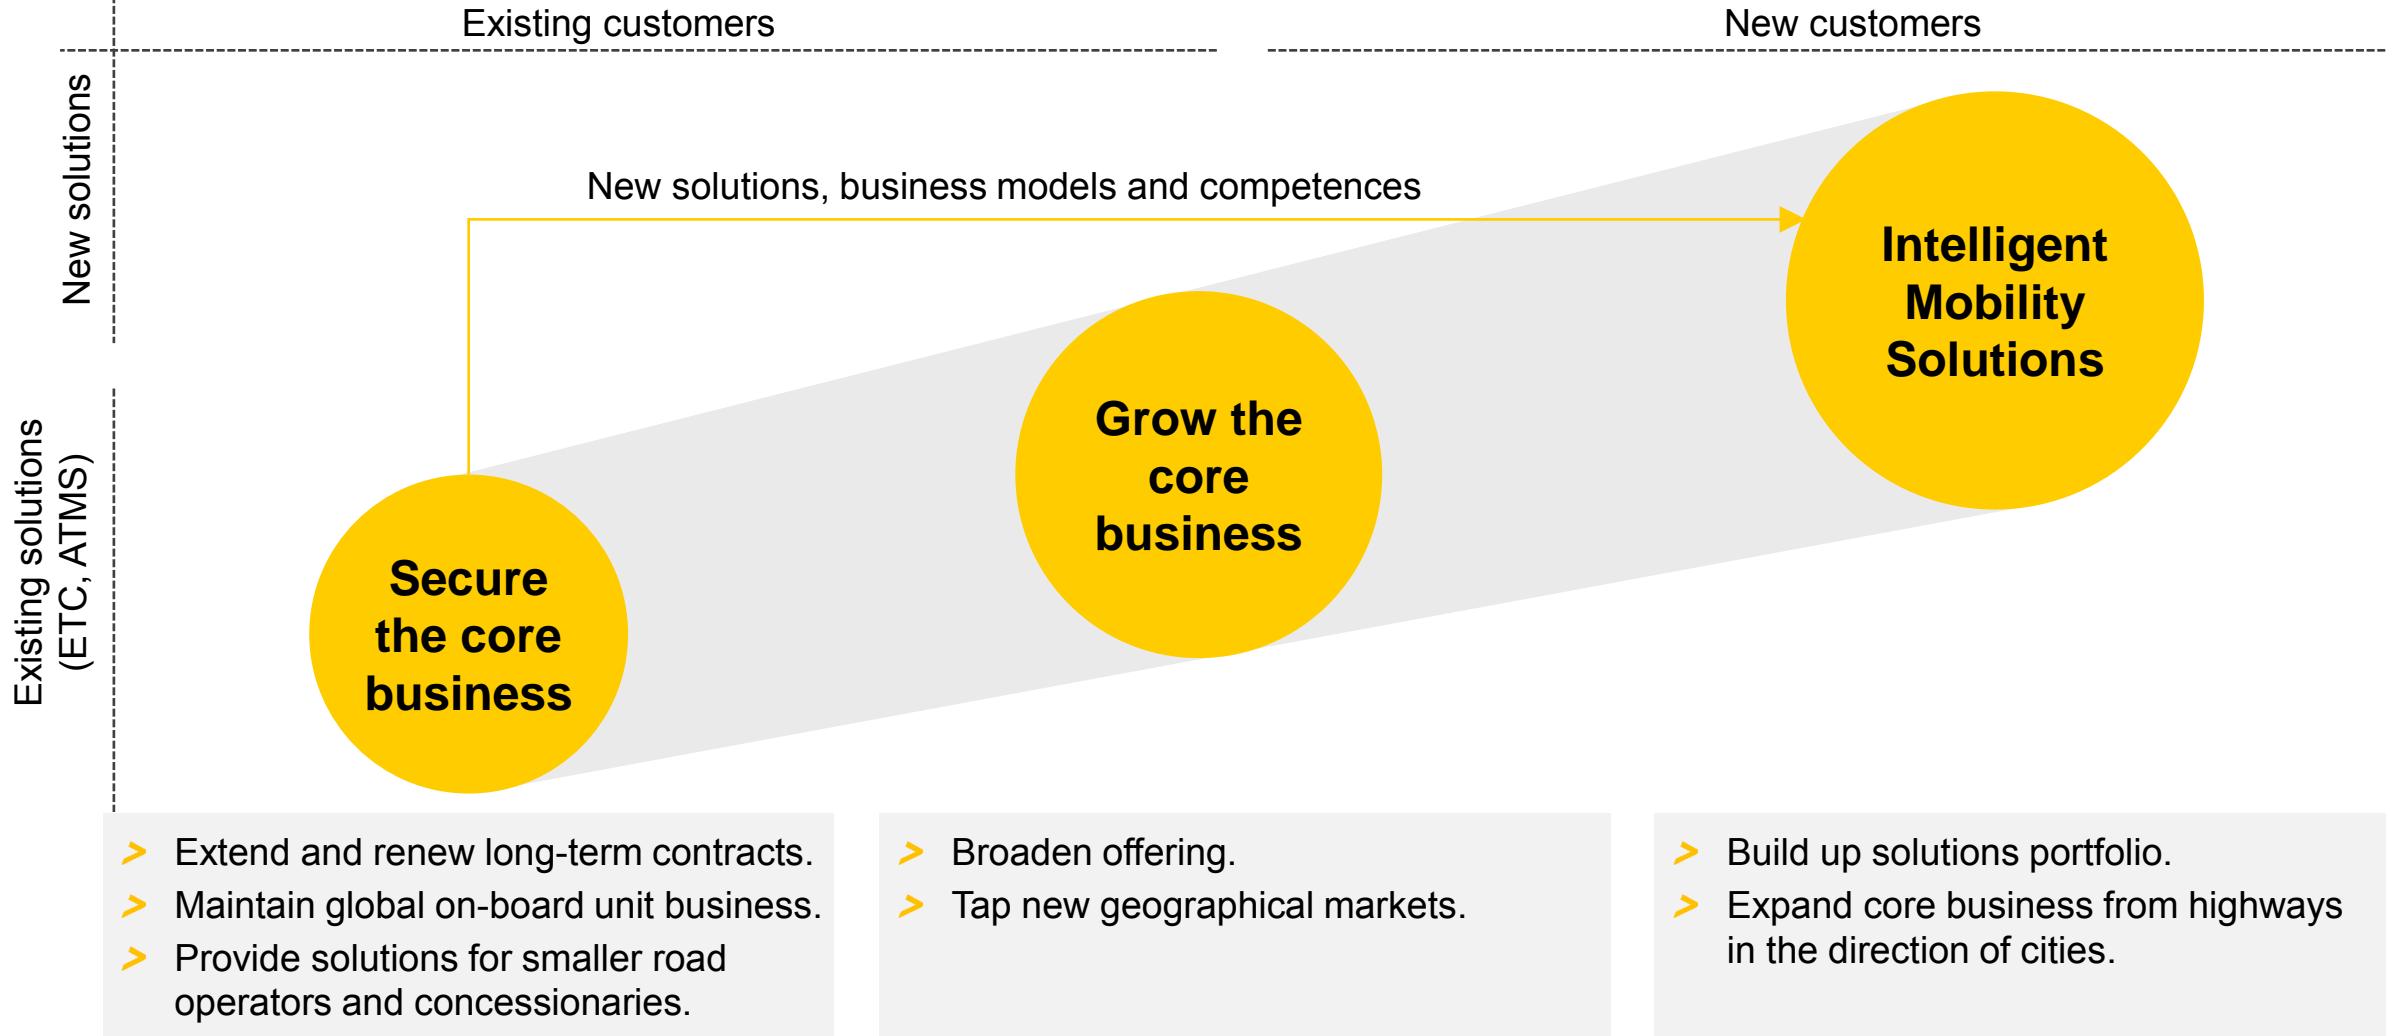 Existing customers
New customers
New solutions
Existing solutions
(ETC, ATMS)
New solutions, business models and competences
Secure
the core
business
Grow the
core
business
Intelligent
Mobility
Solutions
> Extend and renew long-term contracts.
> Maintain global on-board unit business.
> Provide solutions for smaller road
operators and concessionaries.
> Broaden offering.
> Tap new geographical markets.
> Build up solutions portfolio.
> Expand core business from highways
in the direction of cities.